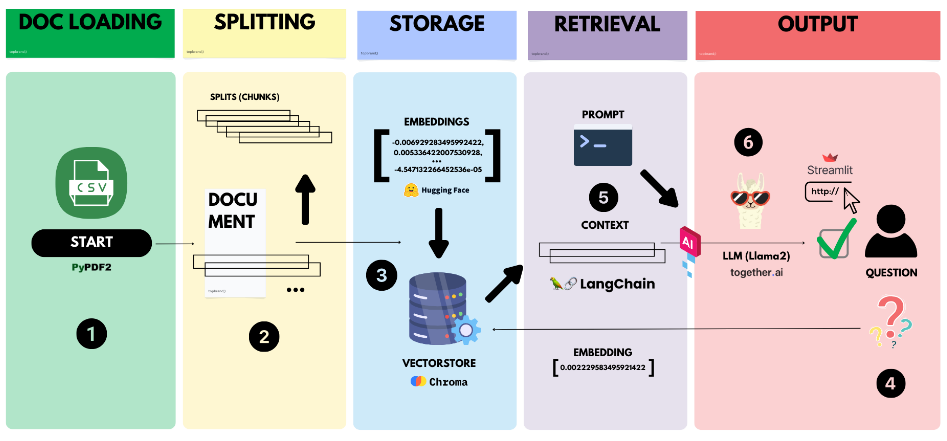 DOC LOADING
SPLITTING
STORAGE
RETRIEVAL
OUTPUT
CSV
START
PyPDF2
1
SPLITS (CHUNKS)
DOCU
MENT
...
2
EMBEDDINGS
-0.006929283495992422,
0.005336422007530928,
...
-4.547132266452536e-05
Hugging Face
3
VECTORSTORE
Chroma
PROMPT
>_
5
CONTEXT
LangChain
EMBEDDING
[0.002229583495921422]
AI
6
LLM (Llama2)
together.ai
Streamlit
http://
QUESTION
???
?
4